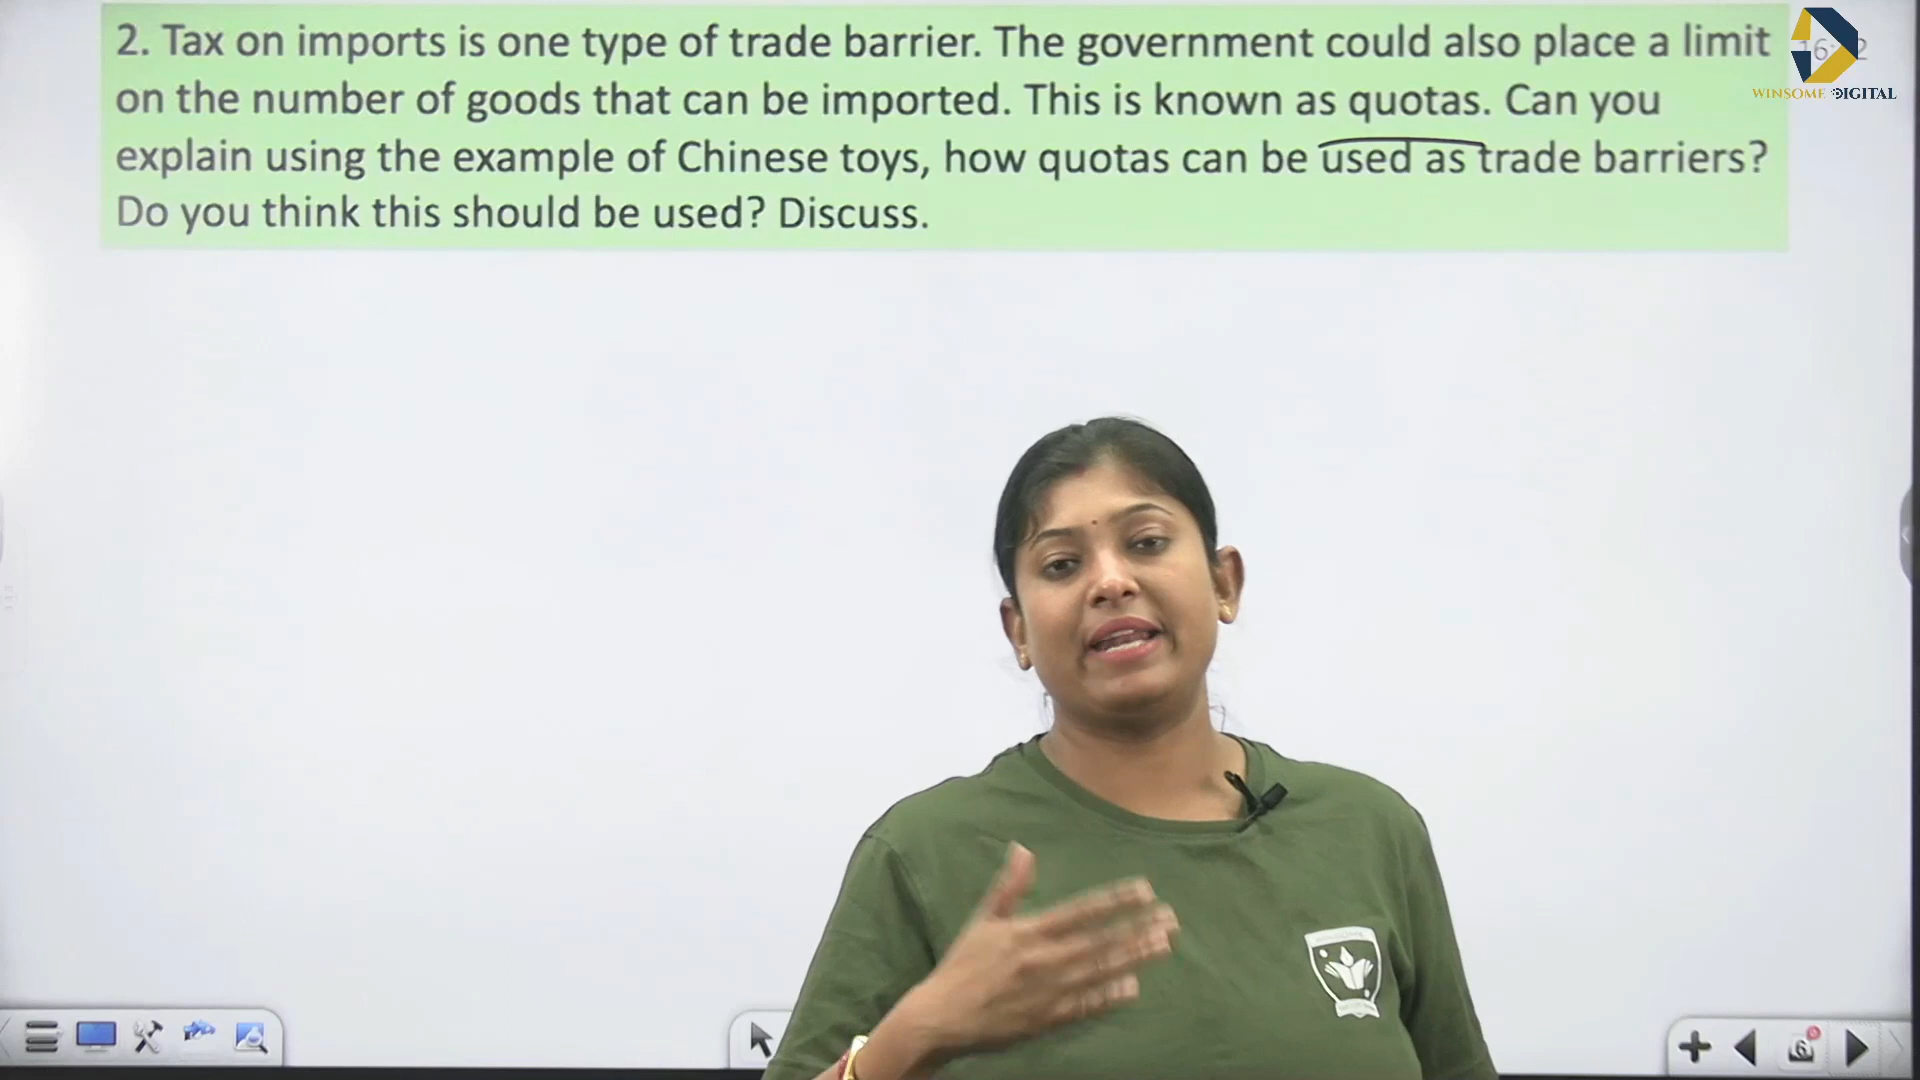 2. Tax on imports is one type of trade barrier. The government could also place a limit
on the number of goods that can be imported. This is known as quotas. Can you
explain using the example of Chinese toys, how quotas can be used as trade barriers?
Do you think this should be used? Discuss.
WINSOME DIGITAL
6